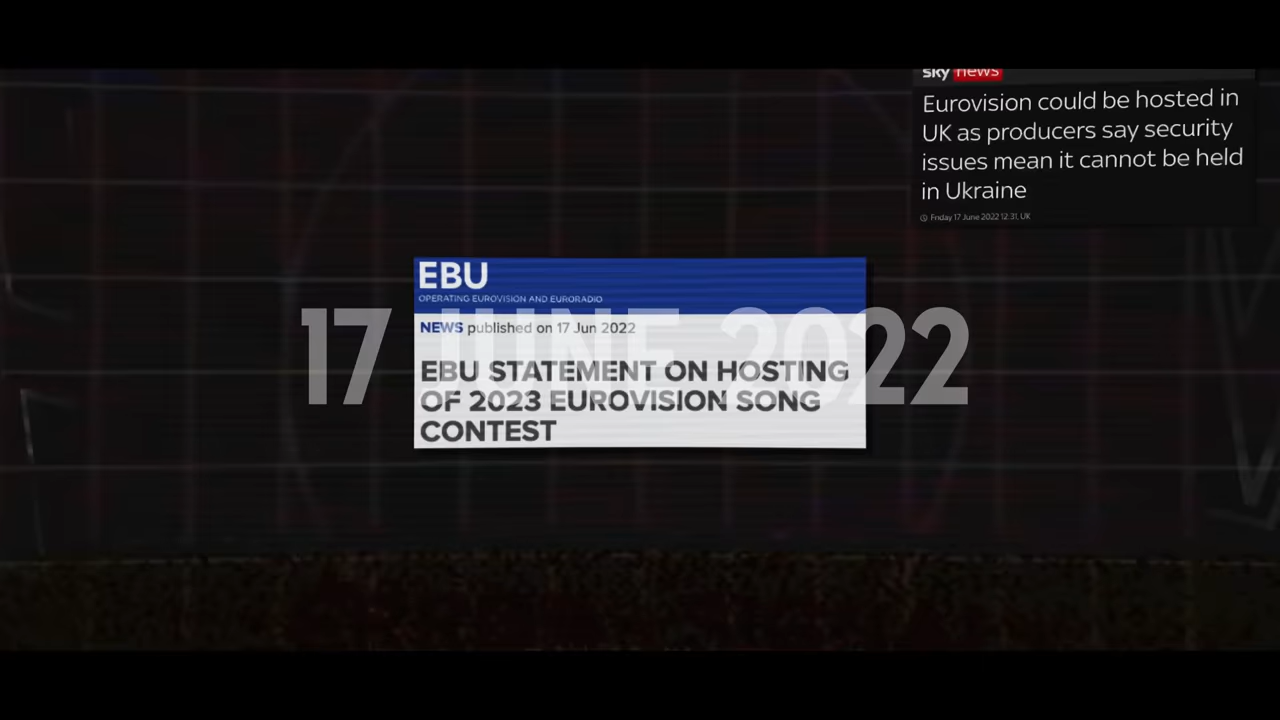 sky news
Eurovision could be hosted in
UK as producers say security
issues mean it cannot be held
in Ukraine
Friday 17 June 2022 12:31, UK
EBU
OPERATING EUROVISION AND EURORADIO
NEWS published on 17 Jun 2022
17 JUNE 2022
EBU STATEMENT ON HOSTING
OF 2023 EUROVISION SONG
CONTEST